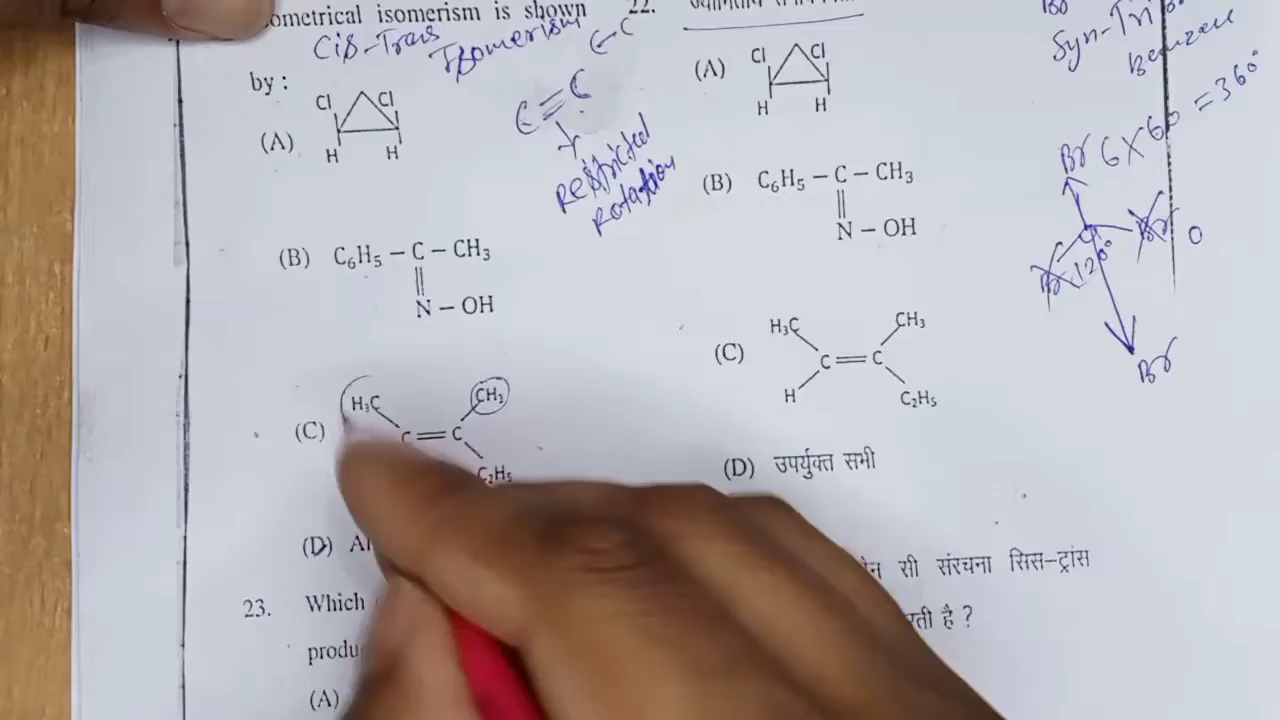 ometrical isomerism is shown
Cis-Trans Isomerism
by :
Cl Cl
H H
(A)
C-C
C=C
Restricted
rotation
(B) C₆H₅ – C – CH₃
||
N – OH
(C) H₃C CH₃
C = C
C₂H₅
(D) Al
23. Which
produ
(A)
22.
(A) Cl Cl
H H
(B) C₆H₅ – C – CH₃
||
N – OH
(C) H₃C CH₃
C = C
H C₂H₅
(D) उपर्युक्त सभी
सी संरचना सिस-ट्रांस
है ?
Syn-Tri
Benzen
6×60 = 360°
Br
Br Br 0
120°
Br